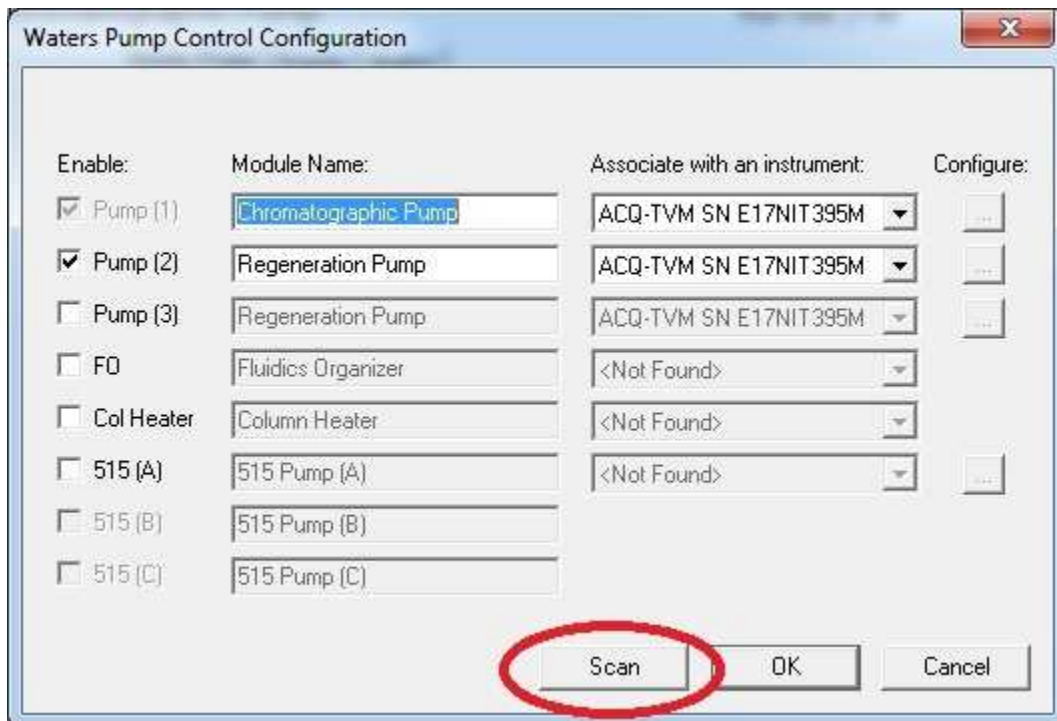 Waters Pump Control Configuration
Enable: Module Name: Associate with an instrument: Configure:
Pump (1) Chromatographic Pump ACQ-TVM SN E17NIT395M ...
Pump (2) Regeneration Pump ACQ-TVM SN E17NIT395M ...
Pump (3) Regeneration Pump ACQ-TVM SN E17NIT395M ...
FO Fluidics Organizer <Not Found>
Col Heater Column Heater <Not Found>
515 (A) 515 Pump (A) <Not Found> ...
515 (B) 515 Pump (B)
515 (C) 515 Pump (C)
Scan OK Cancel